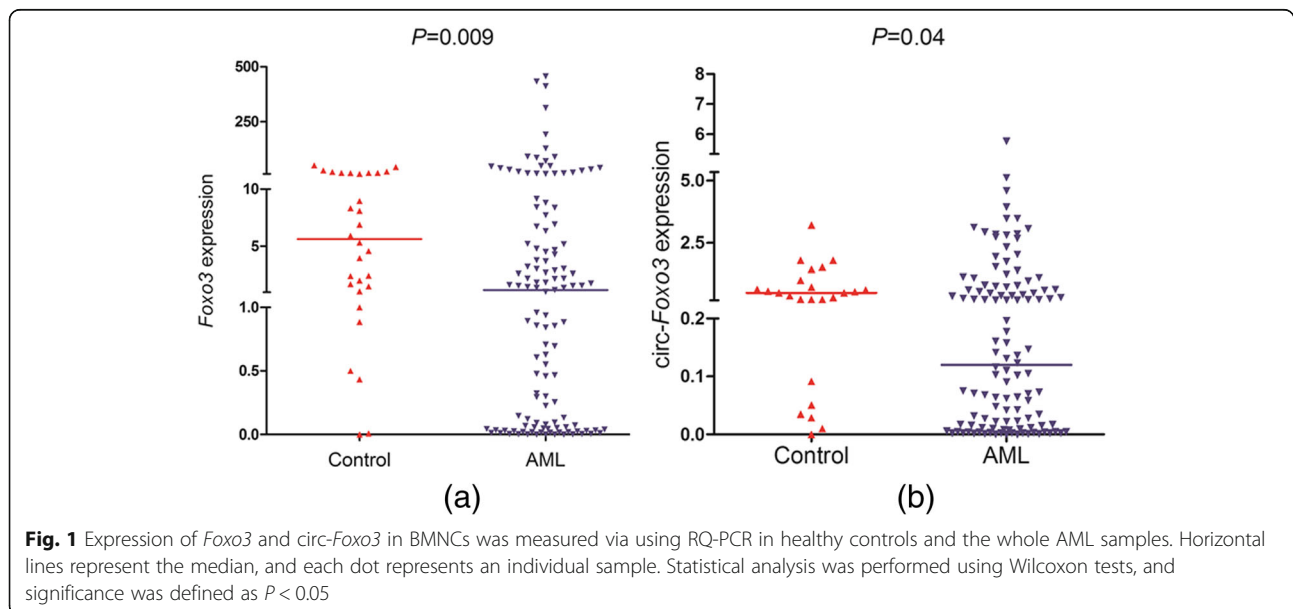 P=0.009
500
250
10
5
1.0
0.5
0.0
Foxo3 expression
Control
AML
(a)
P=0.04
8
7
6
5.0
2.5
0.2
0.1
0.0
circ-Foxo3 expression
Control
AML
(b)
Fig. 1 Expression of Foxo3 and circ-Foxo3 in BMNCs was measured via using RQ-PCR in healthy controls and the whole AML samples. Horizontal
lines represent the median, and each dot represents an individual sample. Statistical analysis was performed using Wilcoxon tests, and
significance was defined as P < 0.05